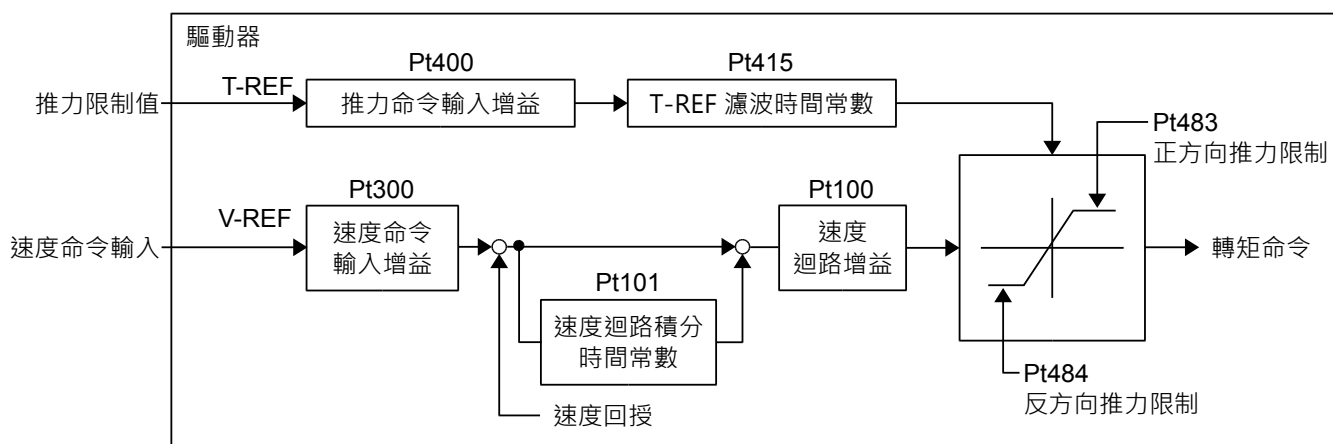 驅動器
Pt400
Pt415
推力限制值
T-REF
推力命令輸入增益
T-REF 濾波時間常數
Pt483
正方向推力限制
Pt300
Pt100
速度命令輸入
V-REF
速度命令
輸入增益
速度
迴路增益
轉矩命令
Pt101
速度迴路積分
時間常數
Pt484
反方向推力限制
速度回授